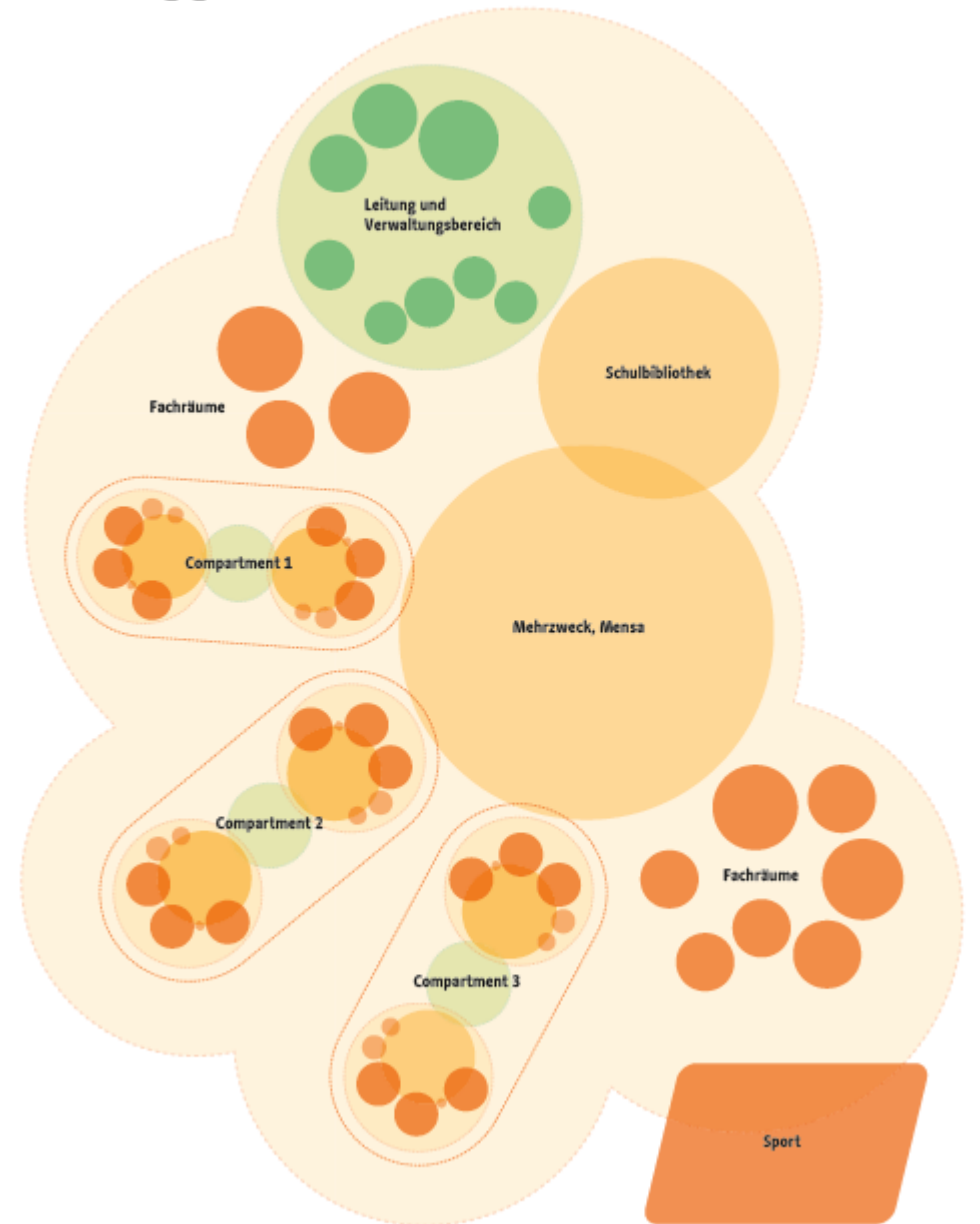 Leitung und
Verwaltungsbereich
Schulbibliothek
Fachräume
Compartment 1
Mehrzweck, Mensa
Compartment 2
Fachräume
Compartment 3
Sport